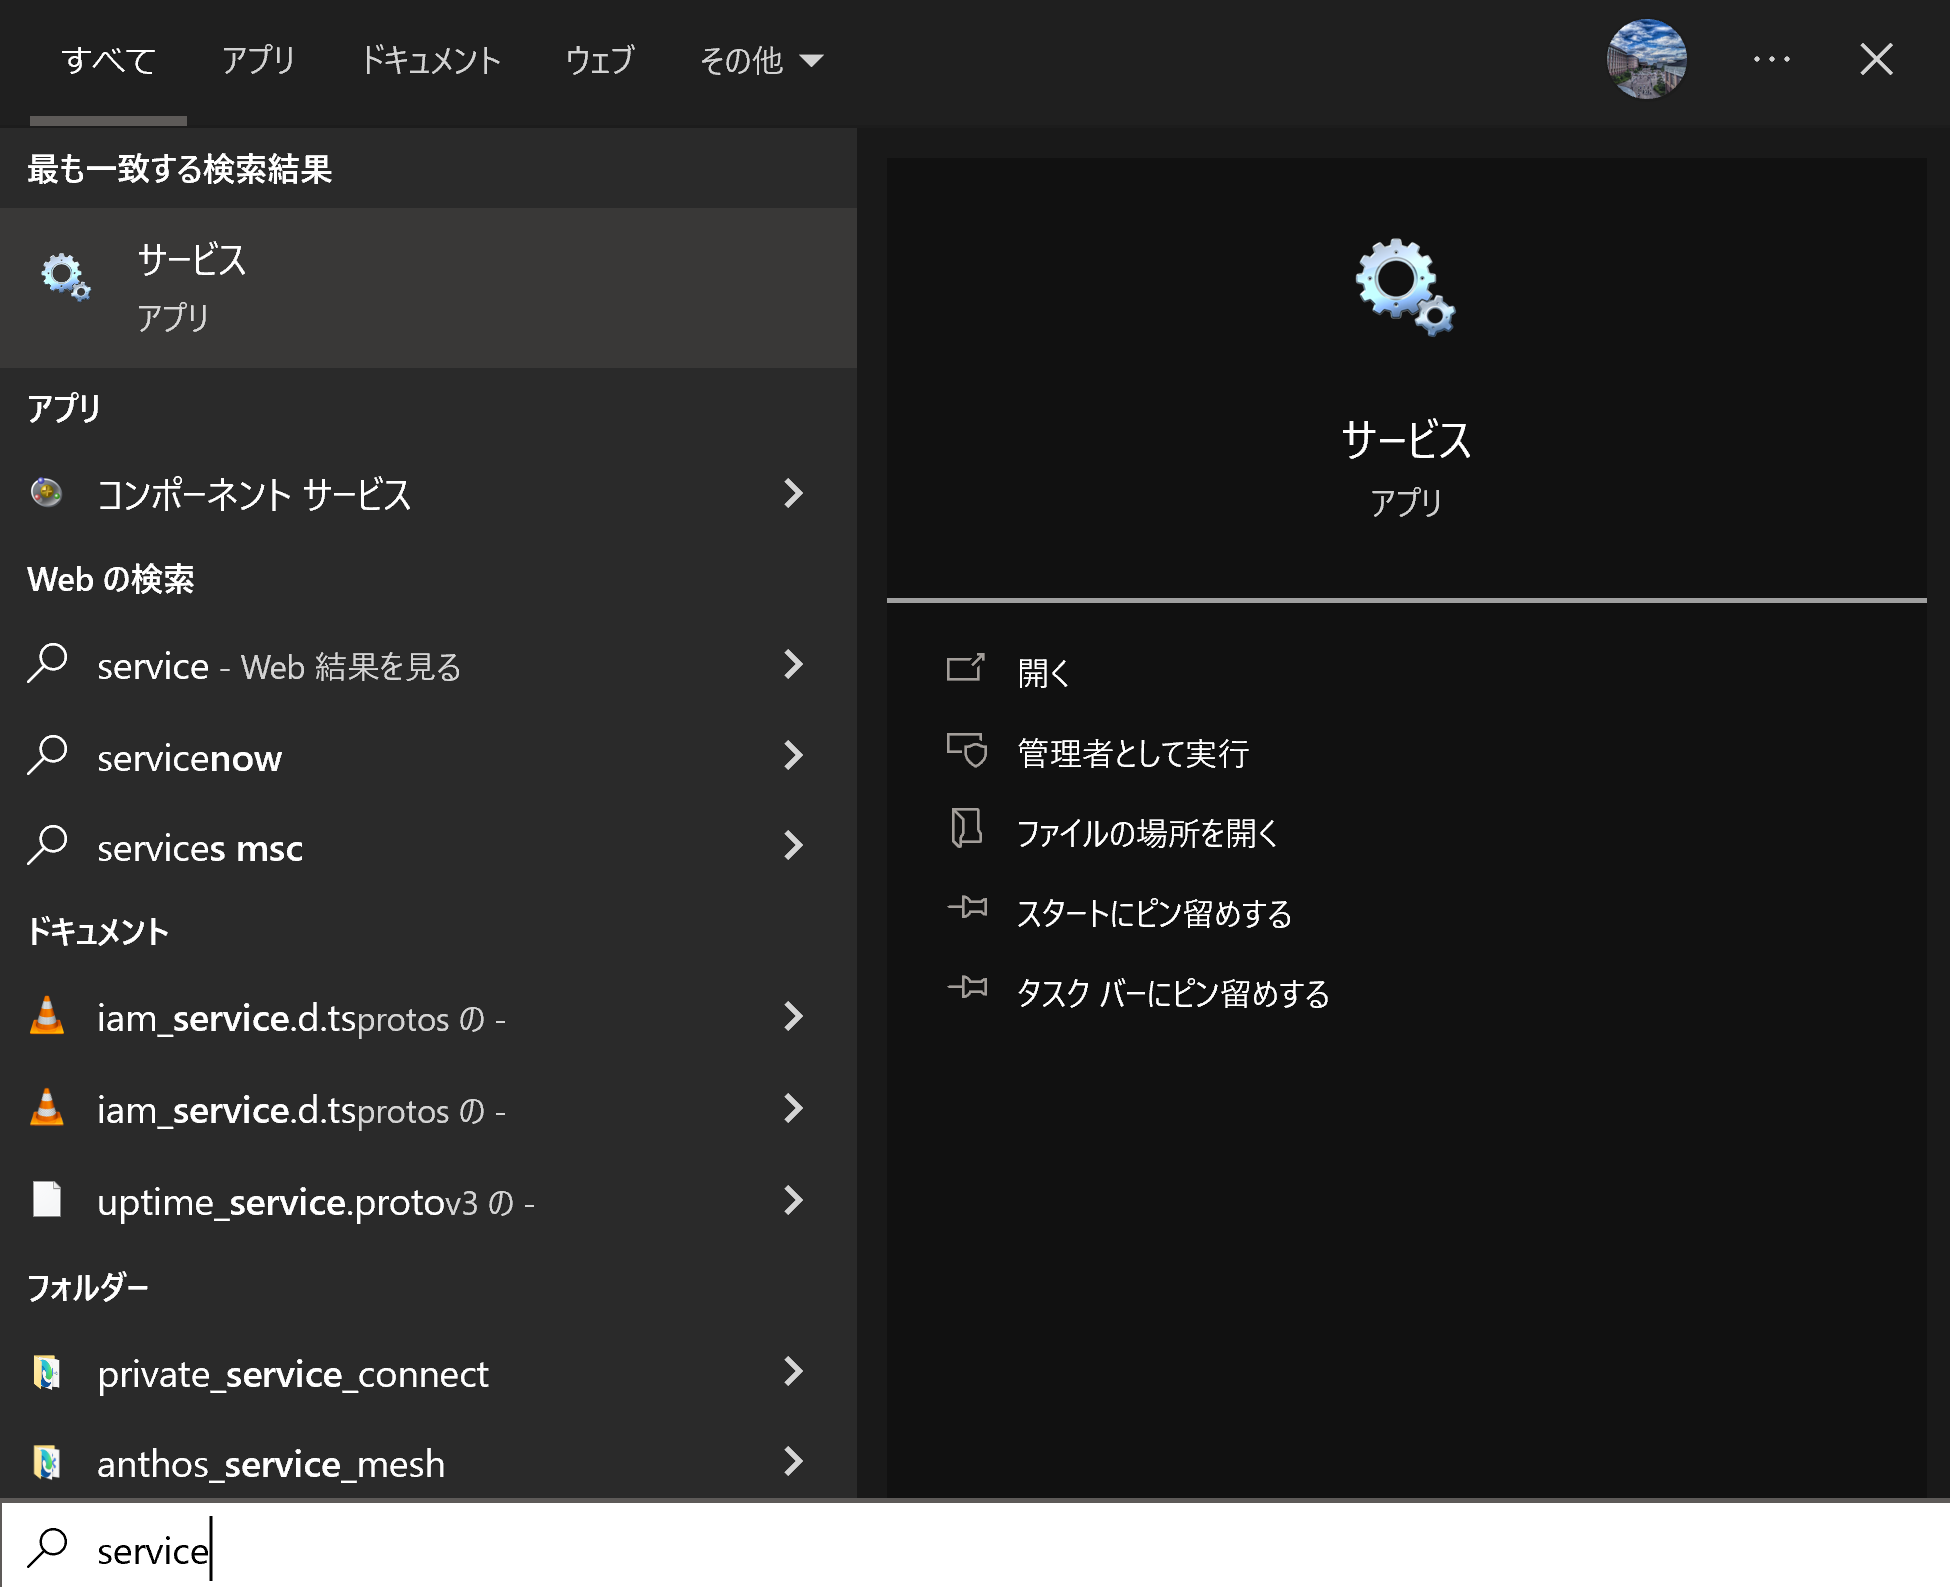 すべて アプリ ドキュメント ウェブ その他
最も一致する検索結果
サービス
アプリ
アプリ
コンポーネント サービス
Web の検索
service - Web 結果を見る
servicenow
services msc
ドキュメント
iam_service.d.tsprotos の -
iam_service.d.tsprotos の -
uptime_service.protov3 の -
フォルダー
private_service_connect
anthos_service_mesh
サービス
アプリ
開く
管理者として実行
ファイルの場所を開く
スタートにピン留めする
タスク バーにピン留めする
service